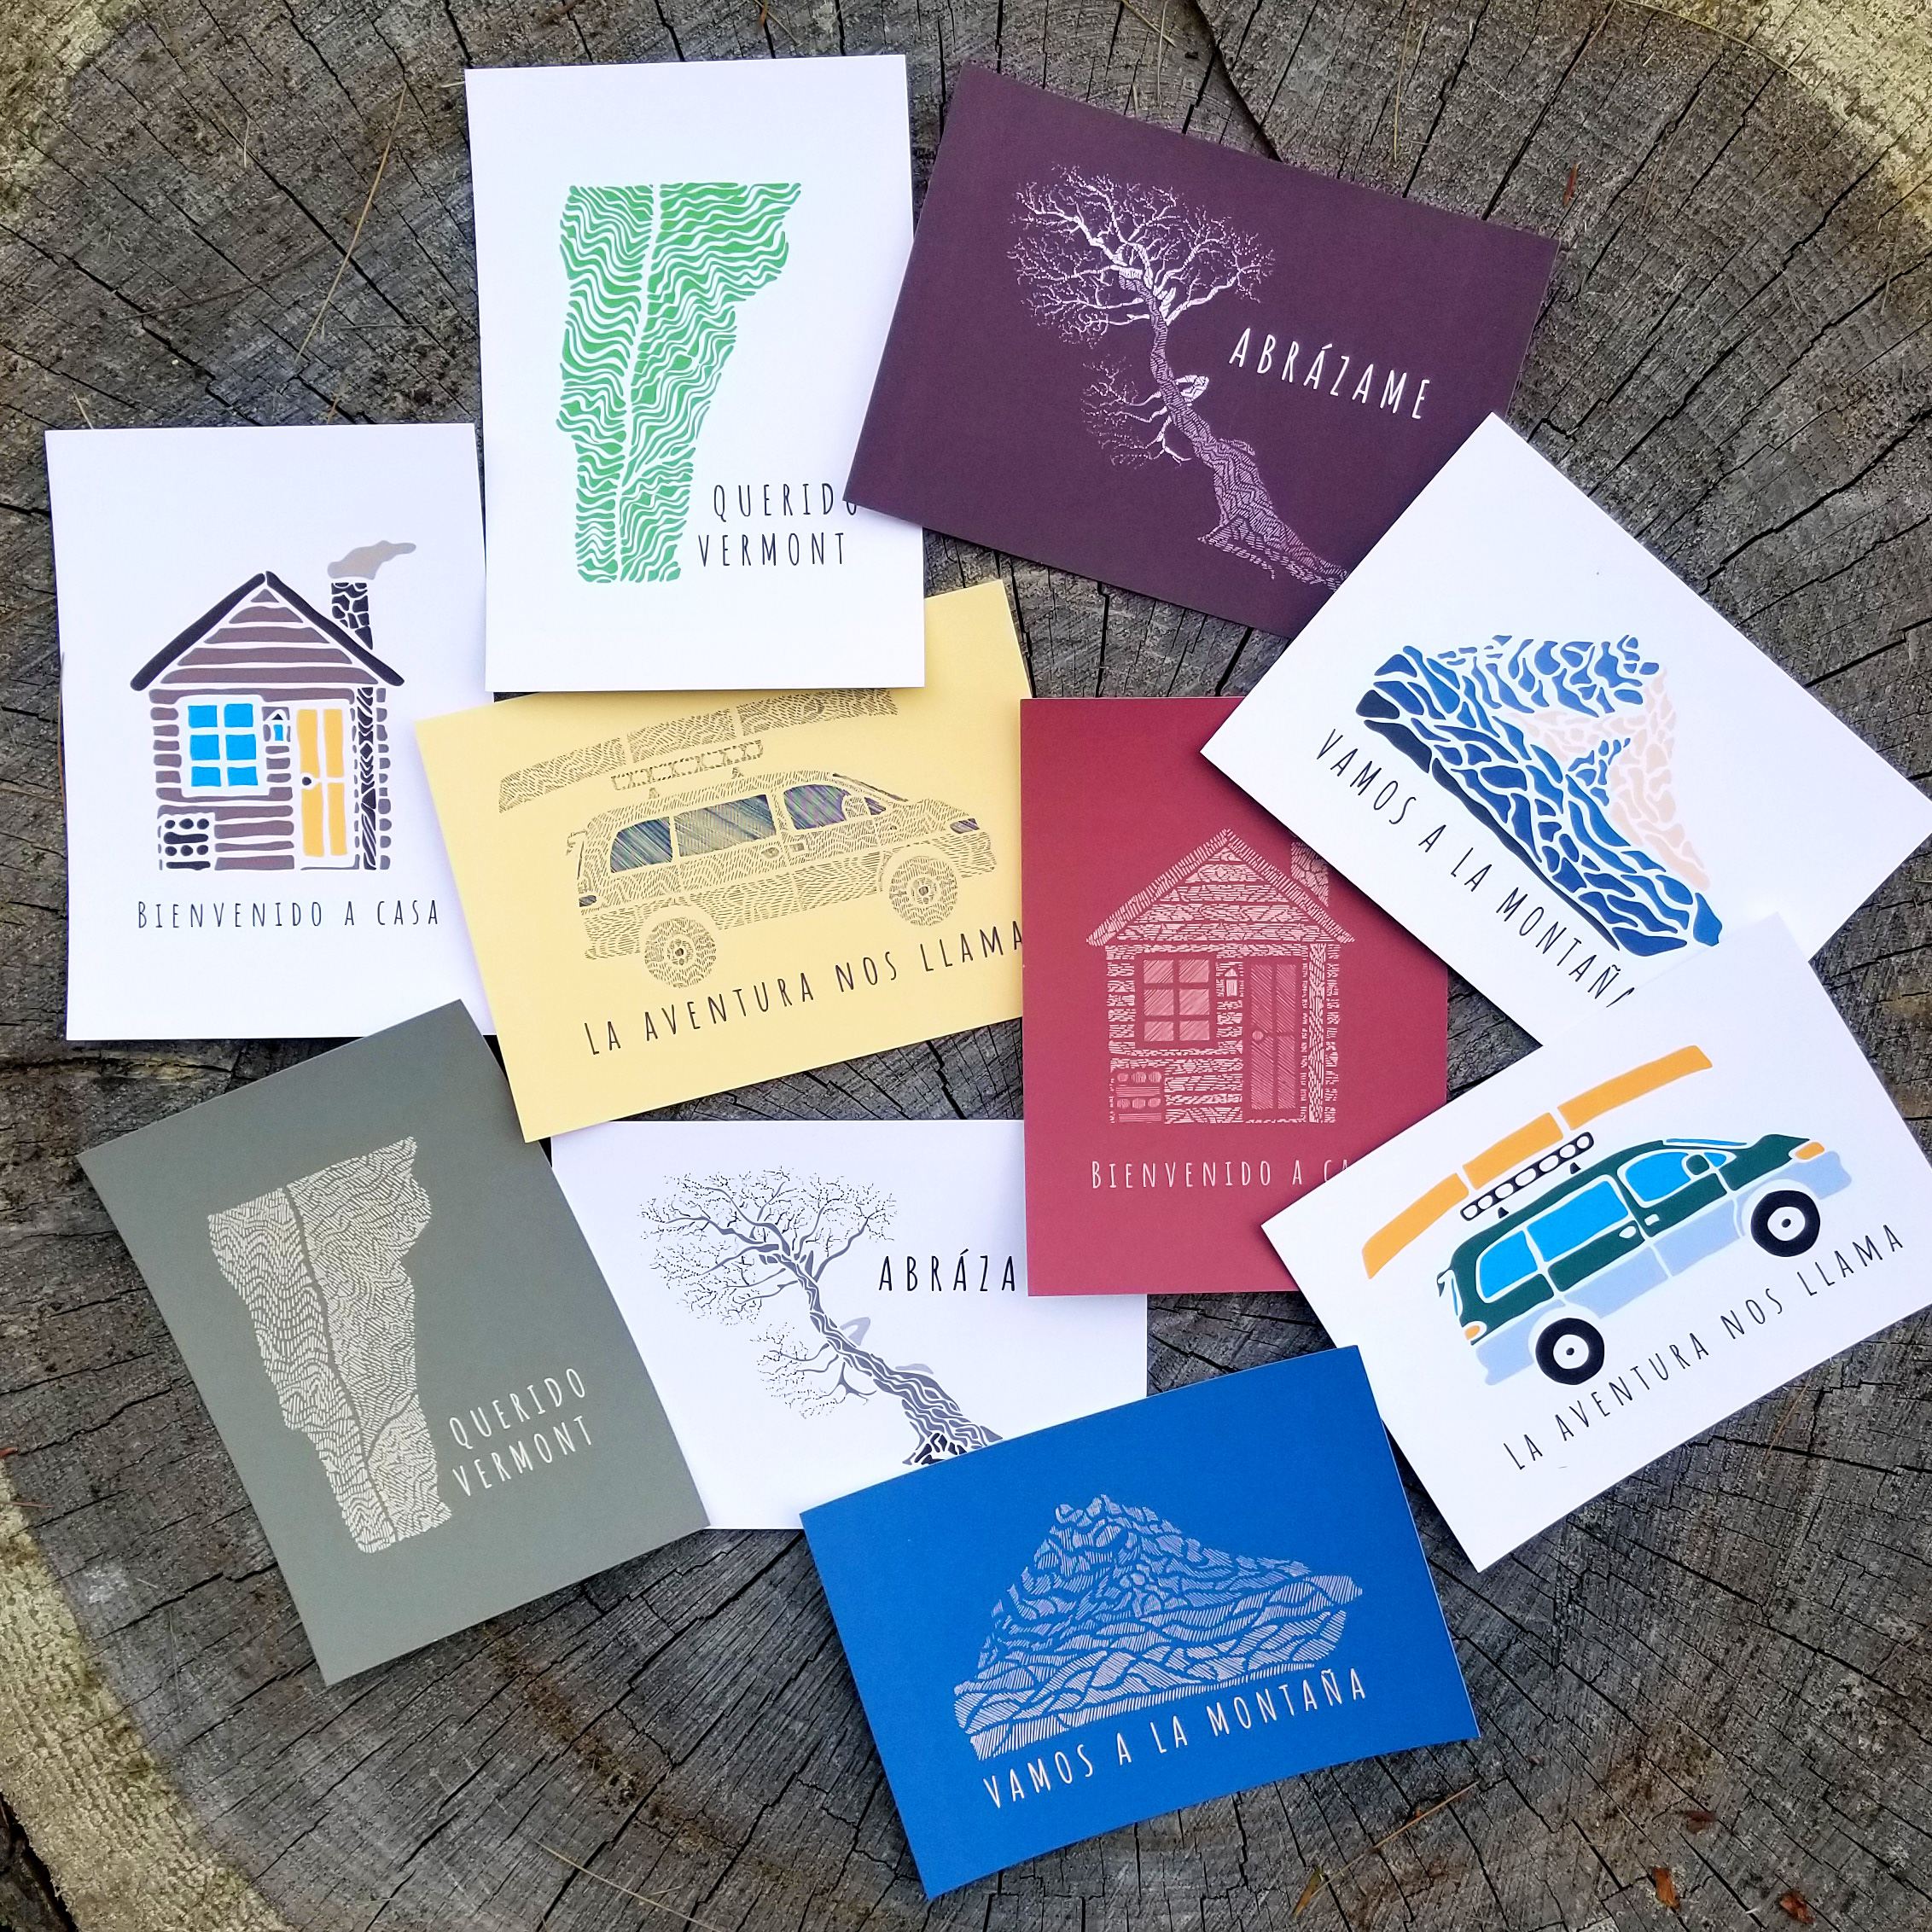 QUERIDO
VERMONT
ABRÁZAME
BIENVENIDO A CASA
VAMOS A LA MONTAÑA
LA AVENTURA NOS LLAMA
BIENVENIDO A
LA AVENTURA NOS LLAMA
QUERIDO
VERMONT
ABRÁZA
VAMOS A LA MONTAÑA